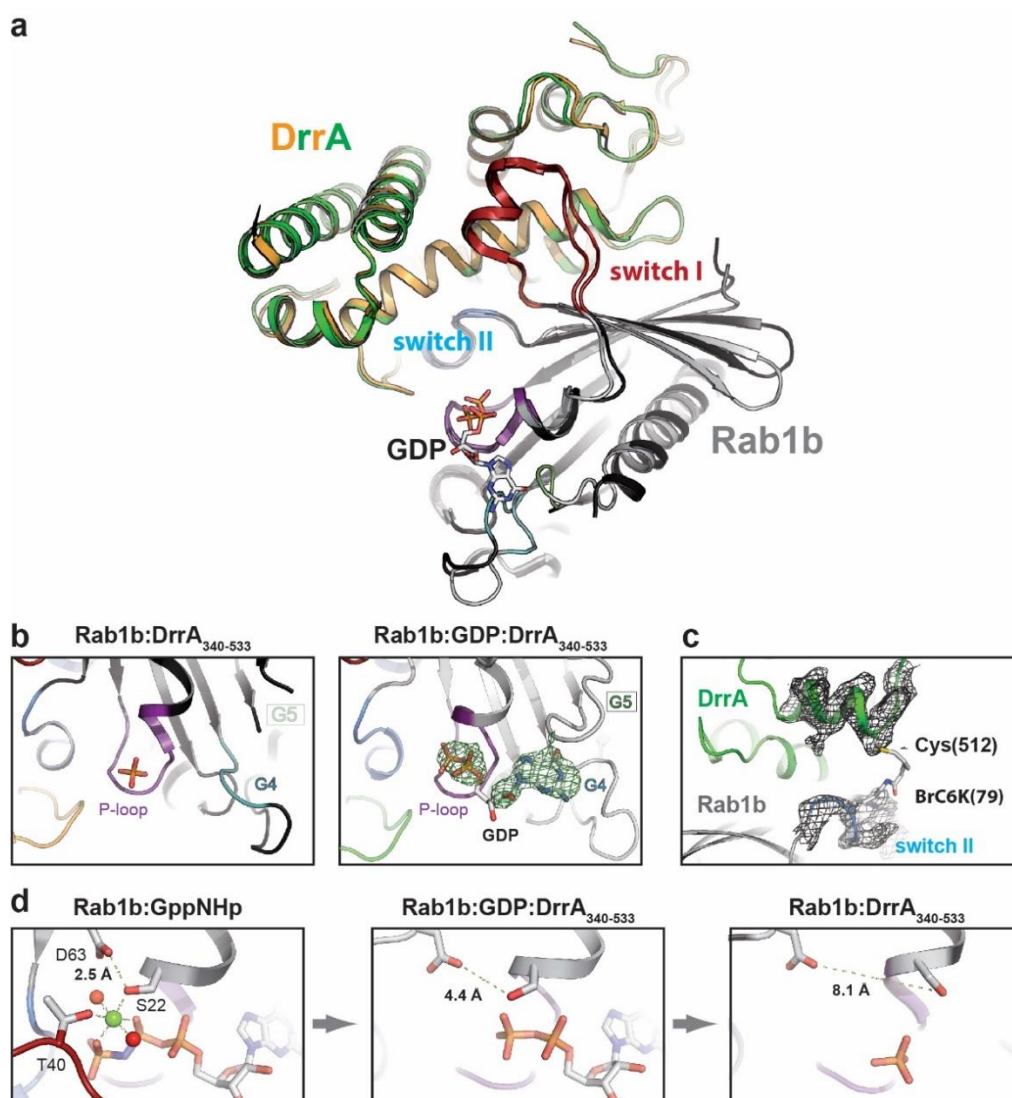 a
DrrA
switch I
switch II
GDP
Rab1b
b
Rab1b:DrrA340-533
G5
G4
P-loop
Rab1b:GDP:DrrA340-533
G5
G4
P-loop
GDP
c
DrrA
Cys(512)
Rab1b
BrC6K(79)
switch II
d
Rab1b:GppNHp
D63
2.5 Å
S22
T40
Rab1b:GDP:DrrA340-533
4.4 Å
Rab1b:DrrA340-533
8.1 Å